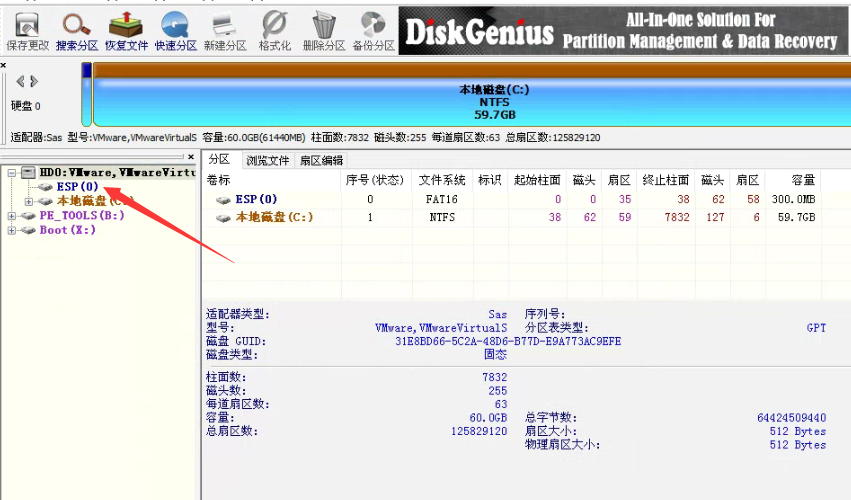 保存更改 搜索分区 恢复文件 快速分区 新建分区 格式化 删除分区 备份分区
DiskGenius
All-In-One Solution For
Partition Management & Data Recovery
硬盘 0
本地磁盘(C:)
NTFS
59.7GB
适配器:Sas 型号:VMware,VMwareVirtualS 容量:60.0GB(61440MB) 柱面数:7832 磁头数:255 每道扇区数:63 总扇区数:125829120
HD0:VMware,VMwareVirtu
ESP(0)
本地磁盘(C:)
PE_TOOLS(B:)
Boot(X:)
分区 浏览文件 扇区编辑
卷标 序号(状态) 文件系统 标识 起始柱面 磁头 扇区 终止柱面 磁头 扇区 容量
ESP(0) 0 FAT16 0 0 35 38 62 58 300.0MB
本地磁盘(C:) 1 NTFS 38 62 59 7832 127 6 59.7GB
适配器类型: Sas 序列号:
型号: VMware,VMwareVirtualS 分区表类型: GPT
磁盘 GUID: 31E8BD66-5C2A-48D6-B77D-E9A773AC9EFE
磁盘类型: 固态
柱面数: 7832
磁头数: 255
每道扇区数: 63
容量: 60.0GB 总字节数: 64424509440
总扇区数: 125829120 扇区大小: 512 Bytes
物理扇区大小: 512 Bytes